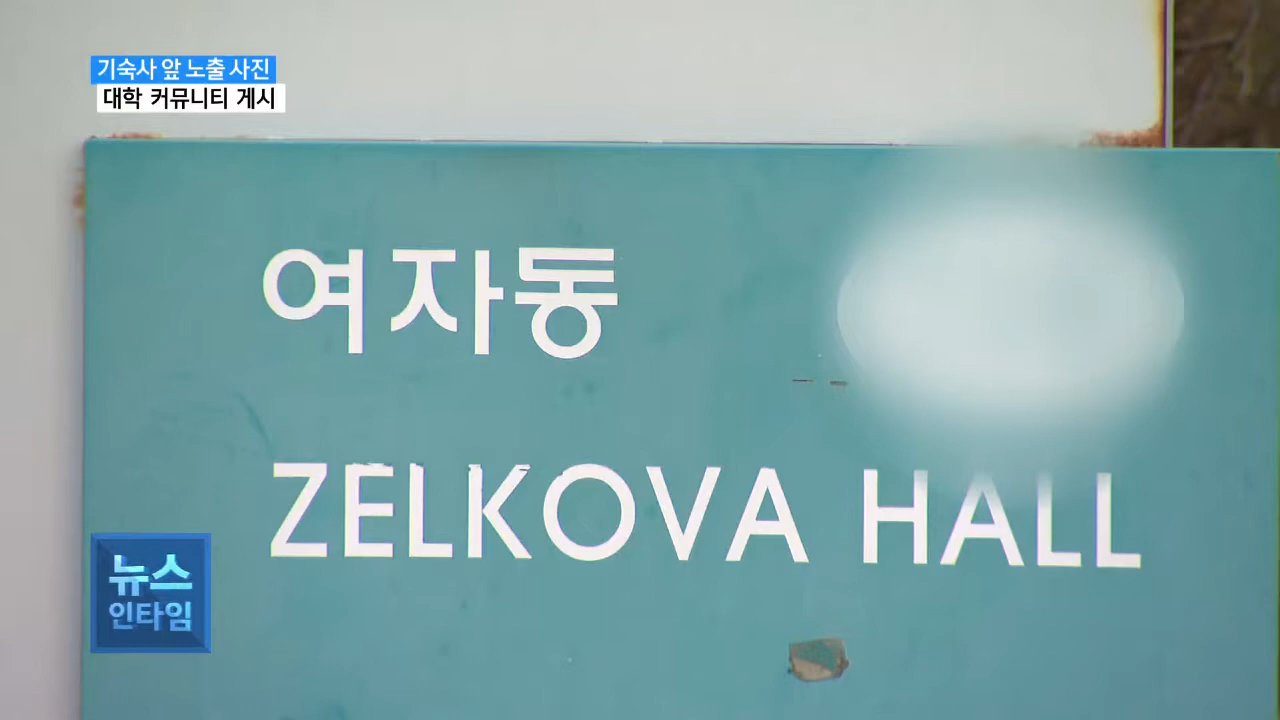 기숙사 앞 노출 사진
대학 커뮤니티 게시
여자동
ZELKOVA HALL
뉴스
인타임